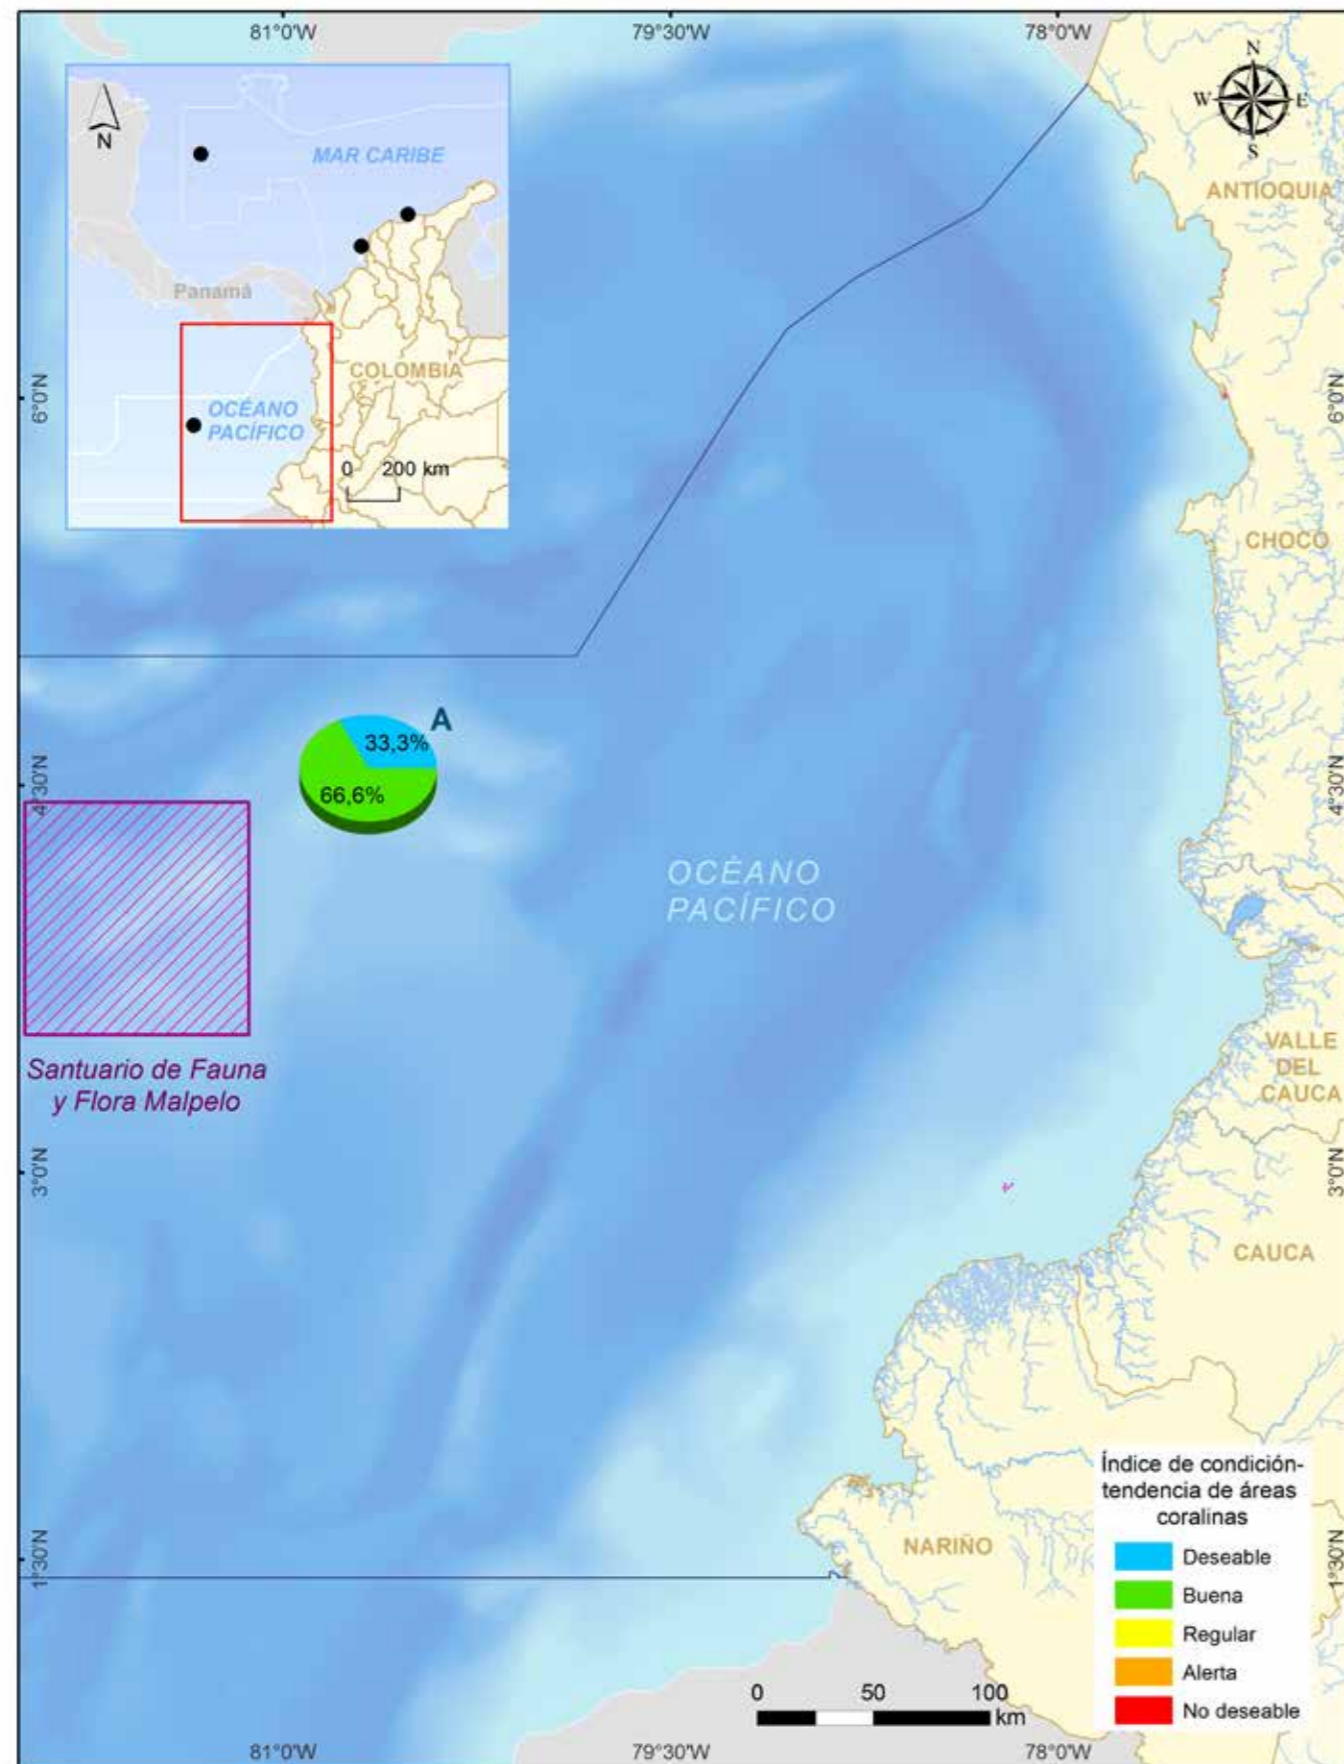 81°0'W
79°30'W
78°0'W
N
MAR CARIBE
Panamá
COLOMBIA
OCÉANO
PACÍFICO
0 200 km
N
W E
S
ANTIOQUIA
6°0'N
6°0'N
CHOCÓ
A
33,3%
66,6%
4°30'N
4°30'N
OCÉANO
PACÍFICO
Santuario de Fauna
y Flora Malpelo
VALLE
DEL
CAUCA
3°0'N
3°0'N
CAUCA
NARIÑO
1°30'N
1°30'N
Índice de condición-
tendencia de áreas
coralinas
Deseable
Buena
Regular
Alerta
No deseable
0 50 100
km
81°0'W
79°30'W
78°0'W